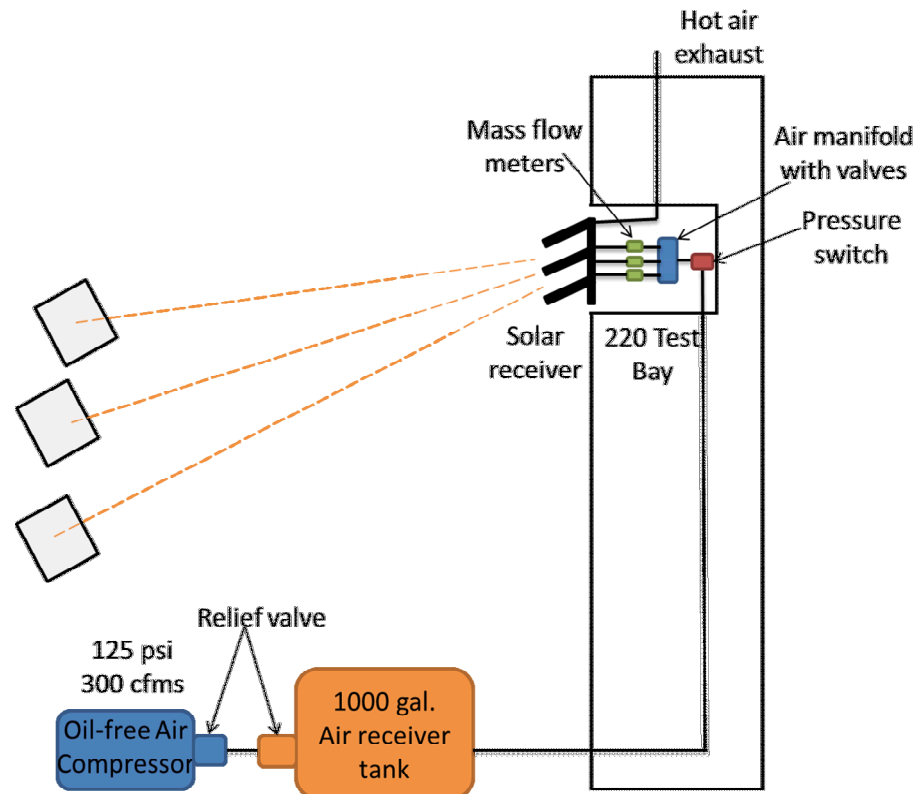 Hot air
exhaust
Mass flow
meters
Air manifold
with valves
Pressure
switch
Solar
receiver
220 Test
Bay
Relief valve
125 psi
300 cfms
Oil-free Air
Compressor
1000 gal.
Air receiver
tank